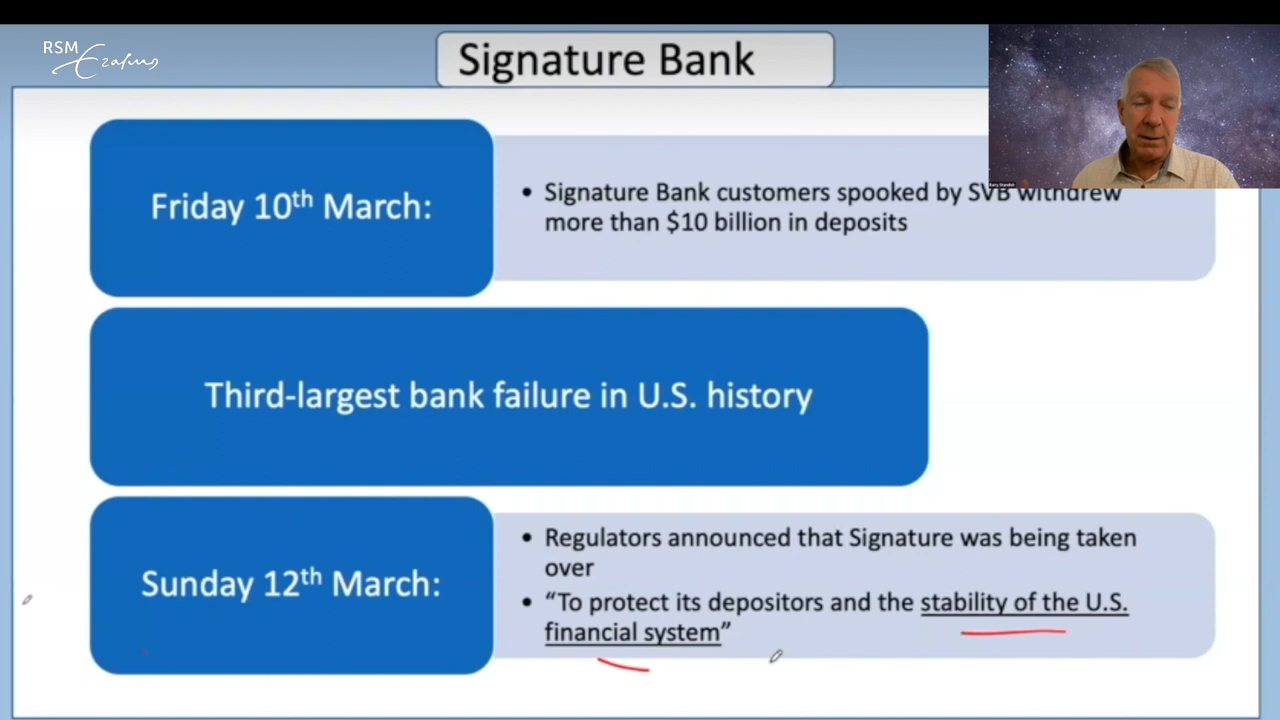 RSM
Erasmus
Signature Bank
Friday 10th March:
• Signature Bank customers spooked by SVB withdrew
more than $10 billion in deposits
Third-largest bank failure in U.S. history
Sunday 12th March:
• Regulators announced that Signature was being taken
over
• “To protect its depositors and the stability of the U.S.
financial system”